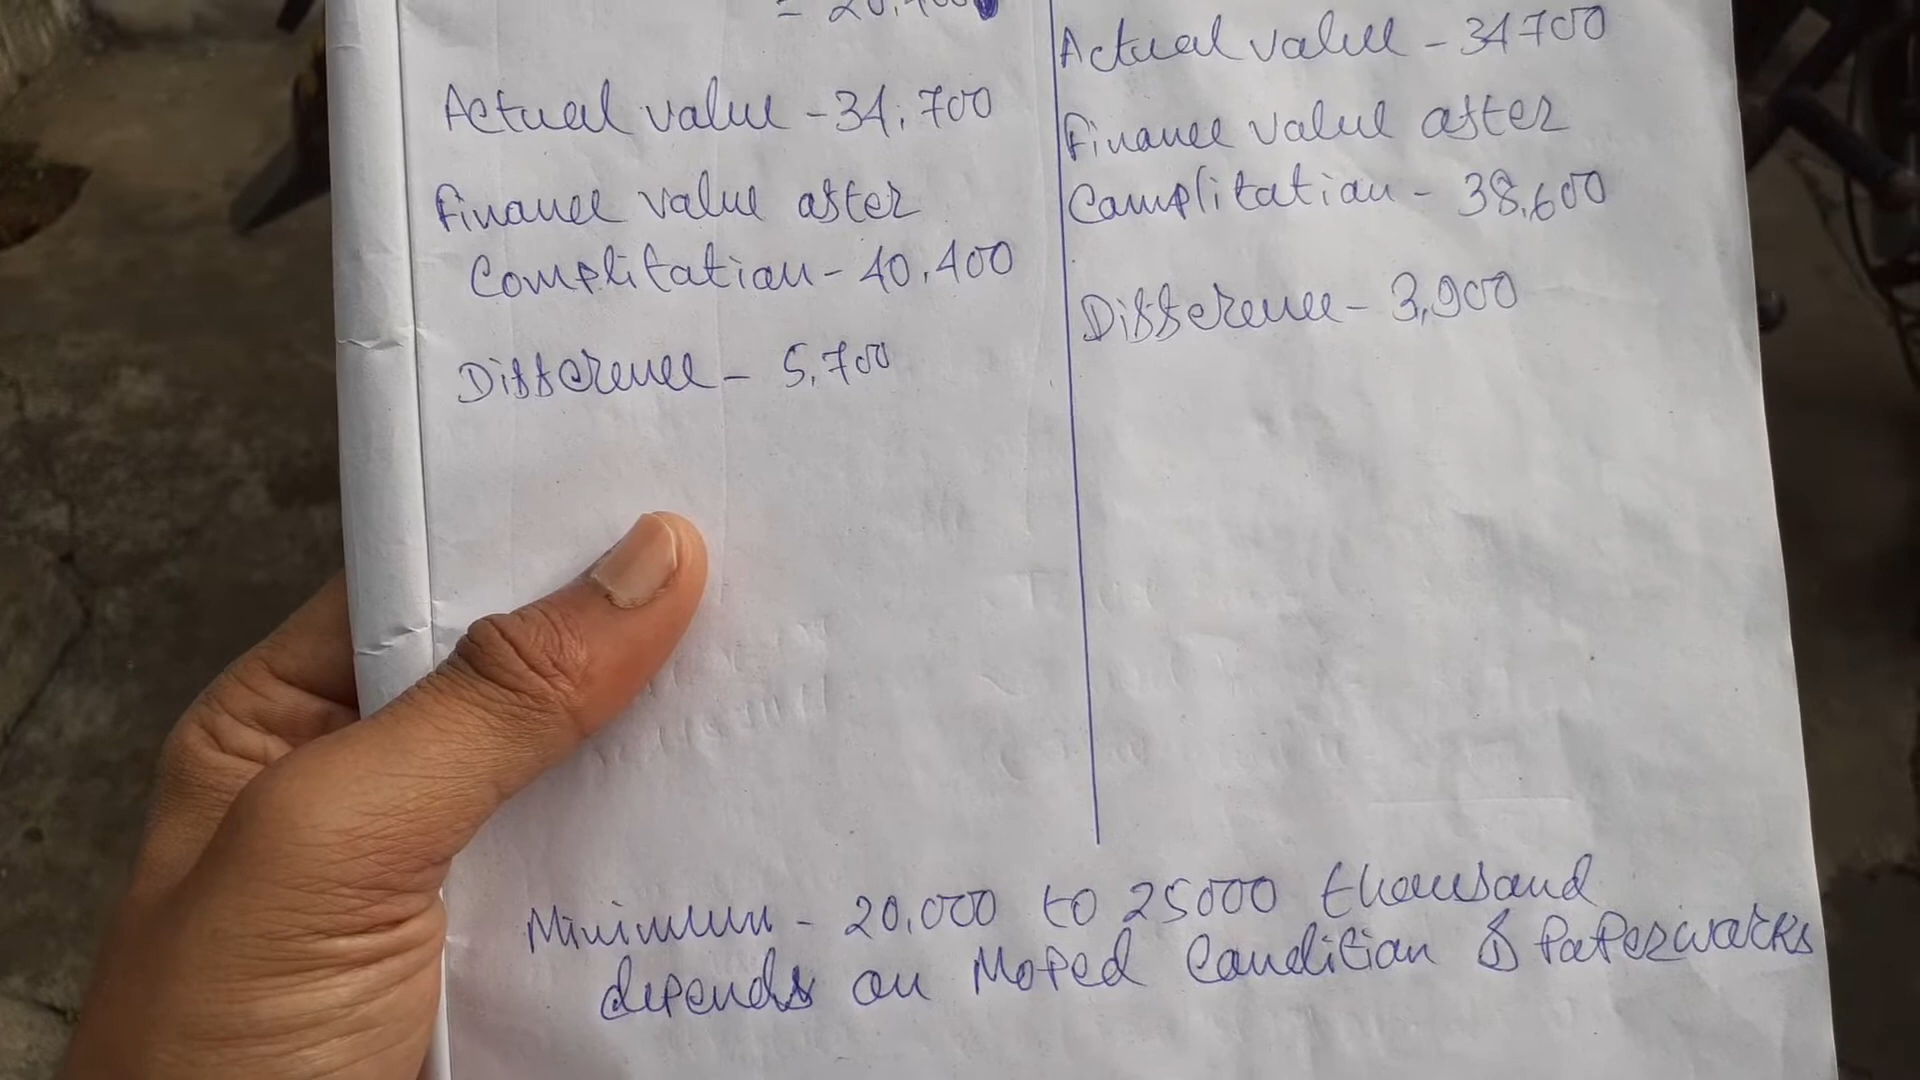 Actual value - 34,700
Finance value after
Complitation - 40,400
Difference - 5,700
Actual value - 34700
Finance value after
Complitation - 38,600
Difference - 3,900
Minimum - 20,000 to 25000 thousand
depends on Moped Condition & Paperworks